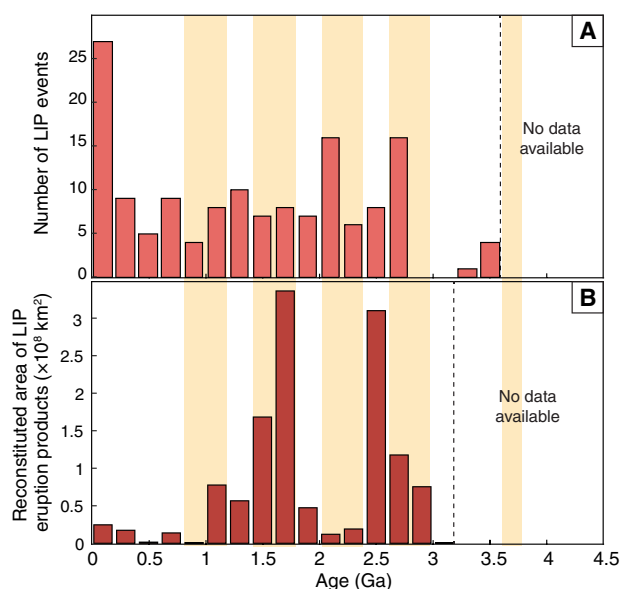 A
25
20
15
10
5
0
Number of LIP events
No data
available
B
3
2.5
2
1.5
1
0.5
0
Reconstituted area of LIP
eruption products (×10⁸ km²)
No data
available
0 0.5 1 1.5 2 2.5 3 3.5 4 4.5
Age (Ga)